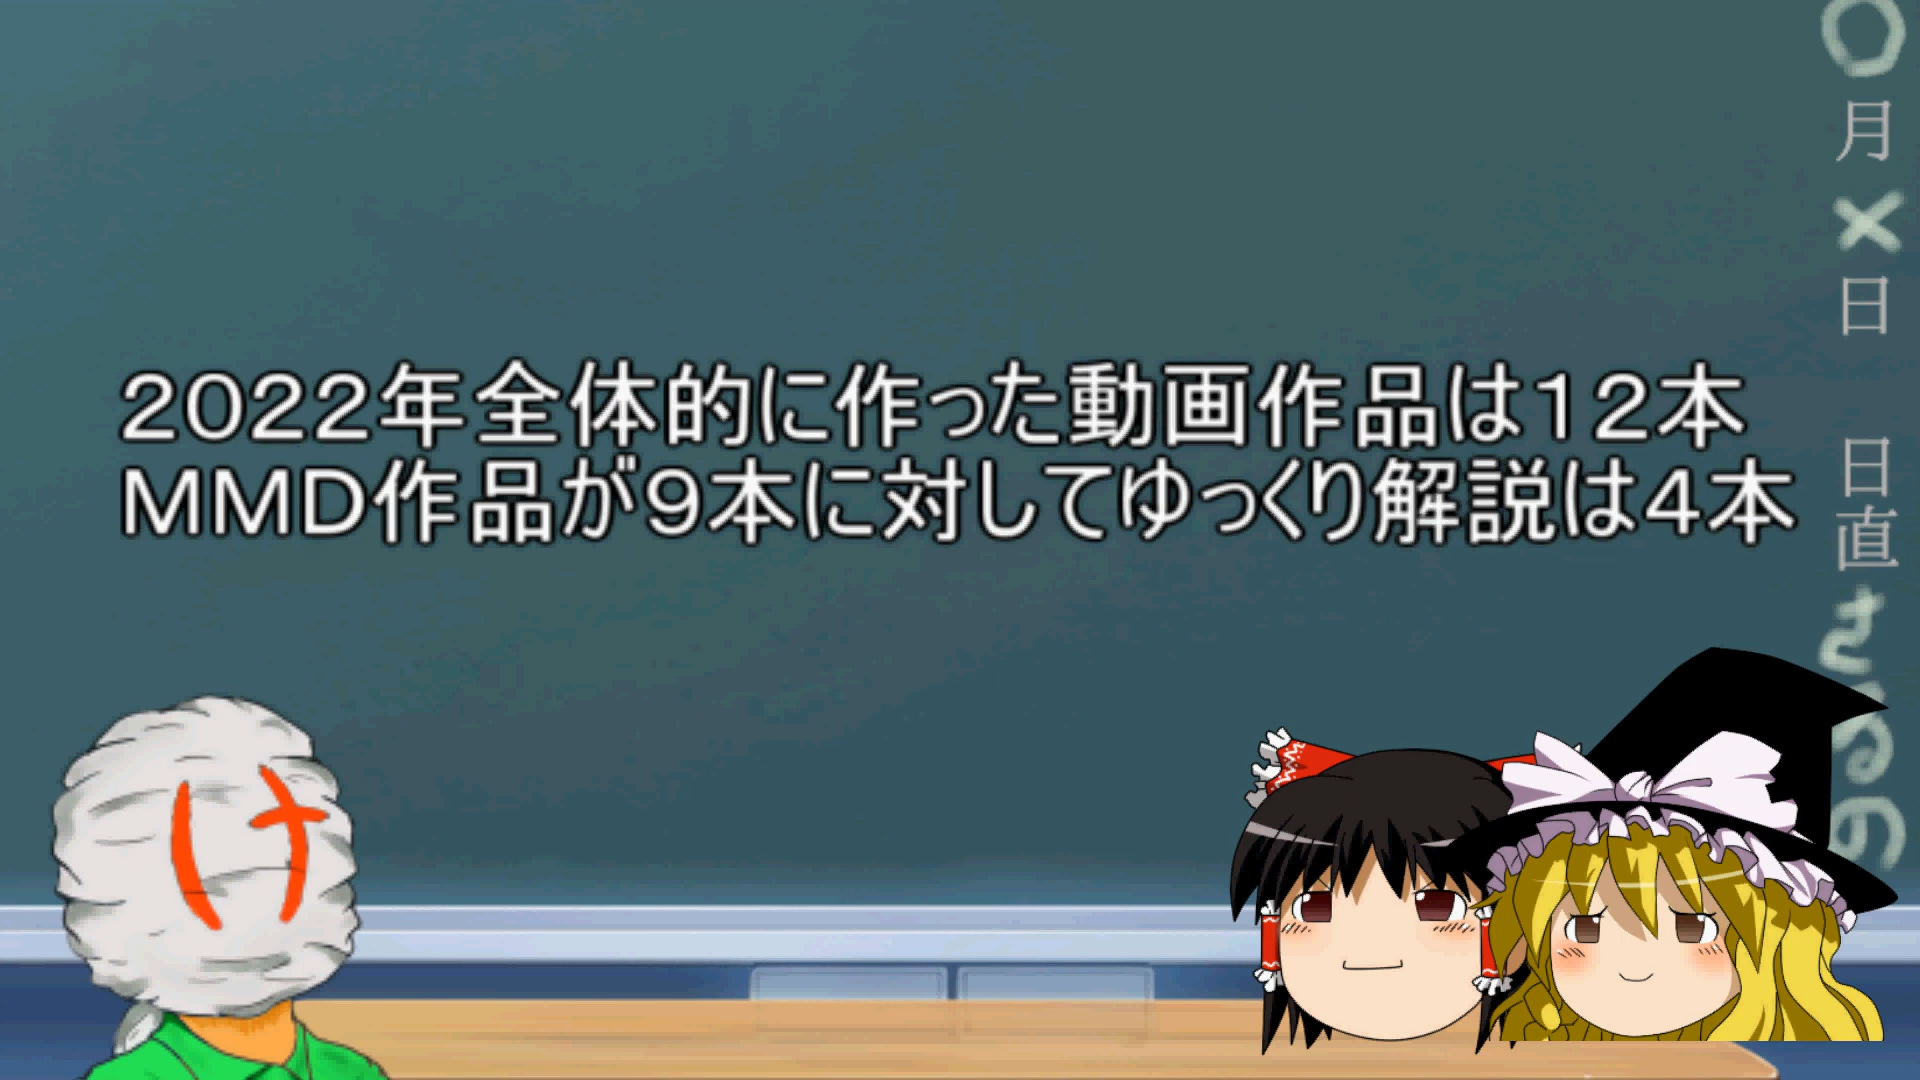 ２０２２年全体的に作った動画作品は１２本
ＭＭＤ作品が９本に対してゆっくり解説は４本
〇月×日 日直 さるの
け